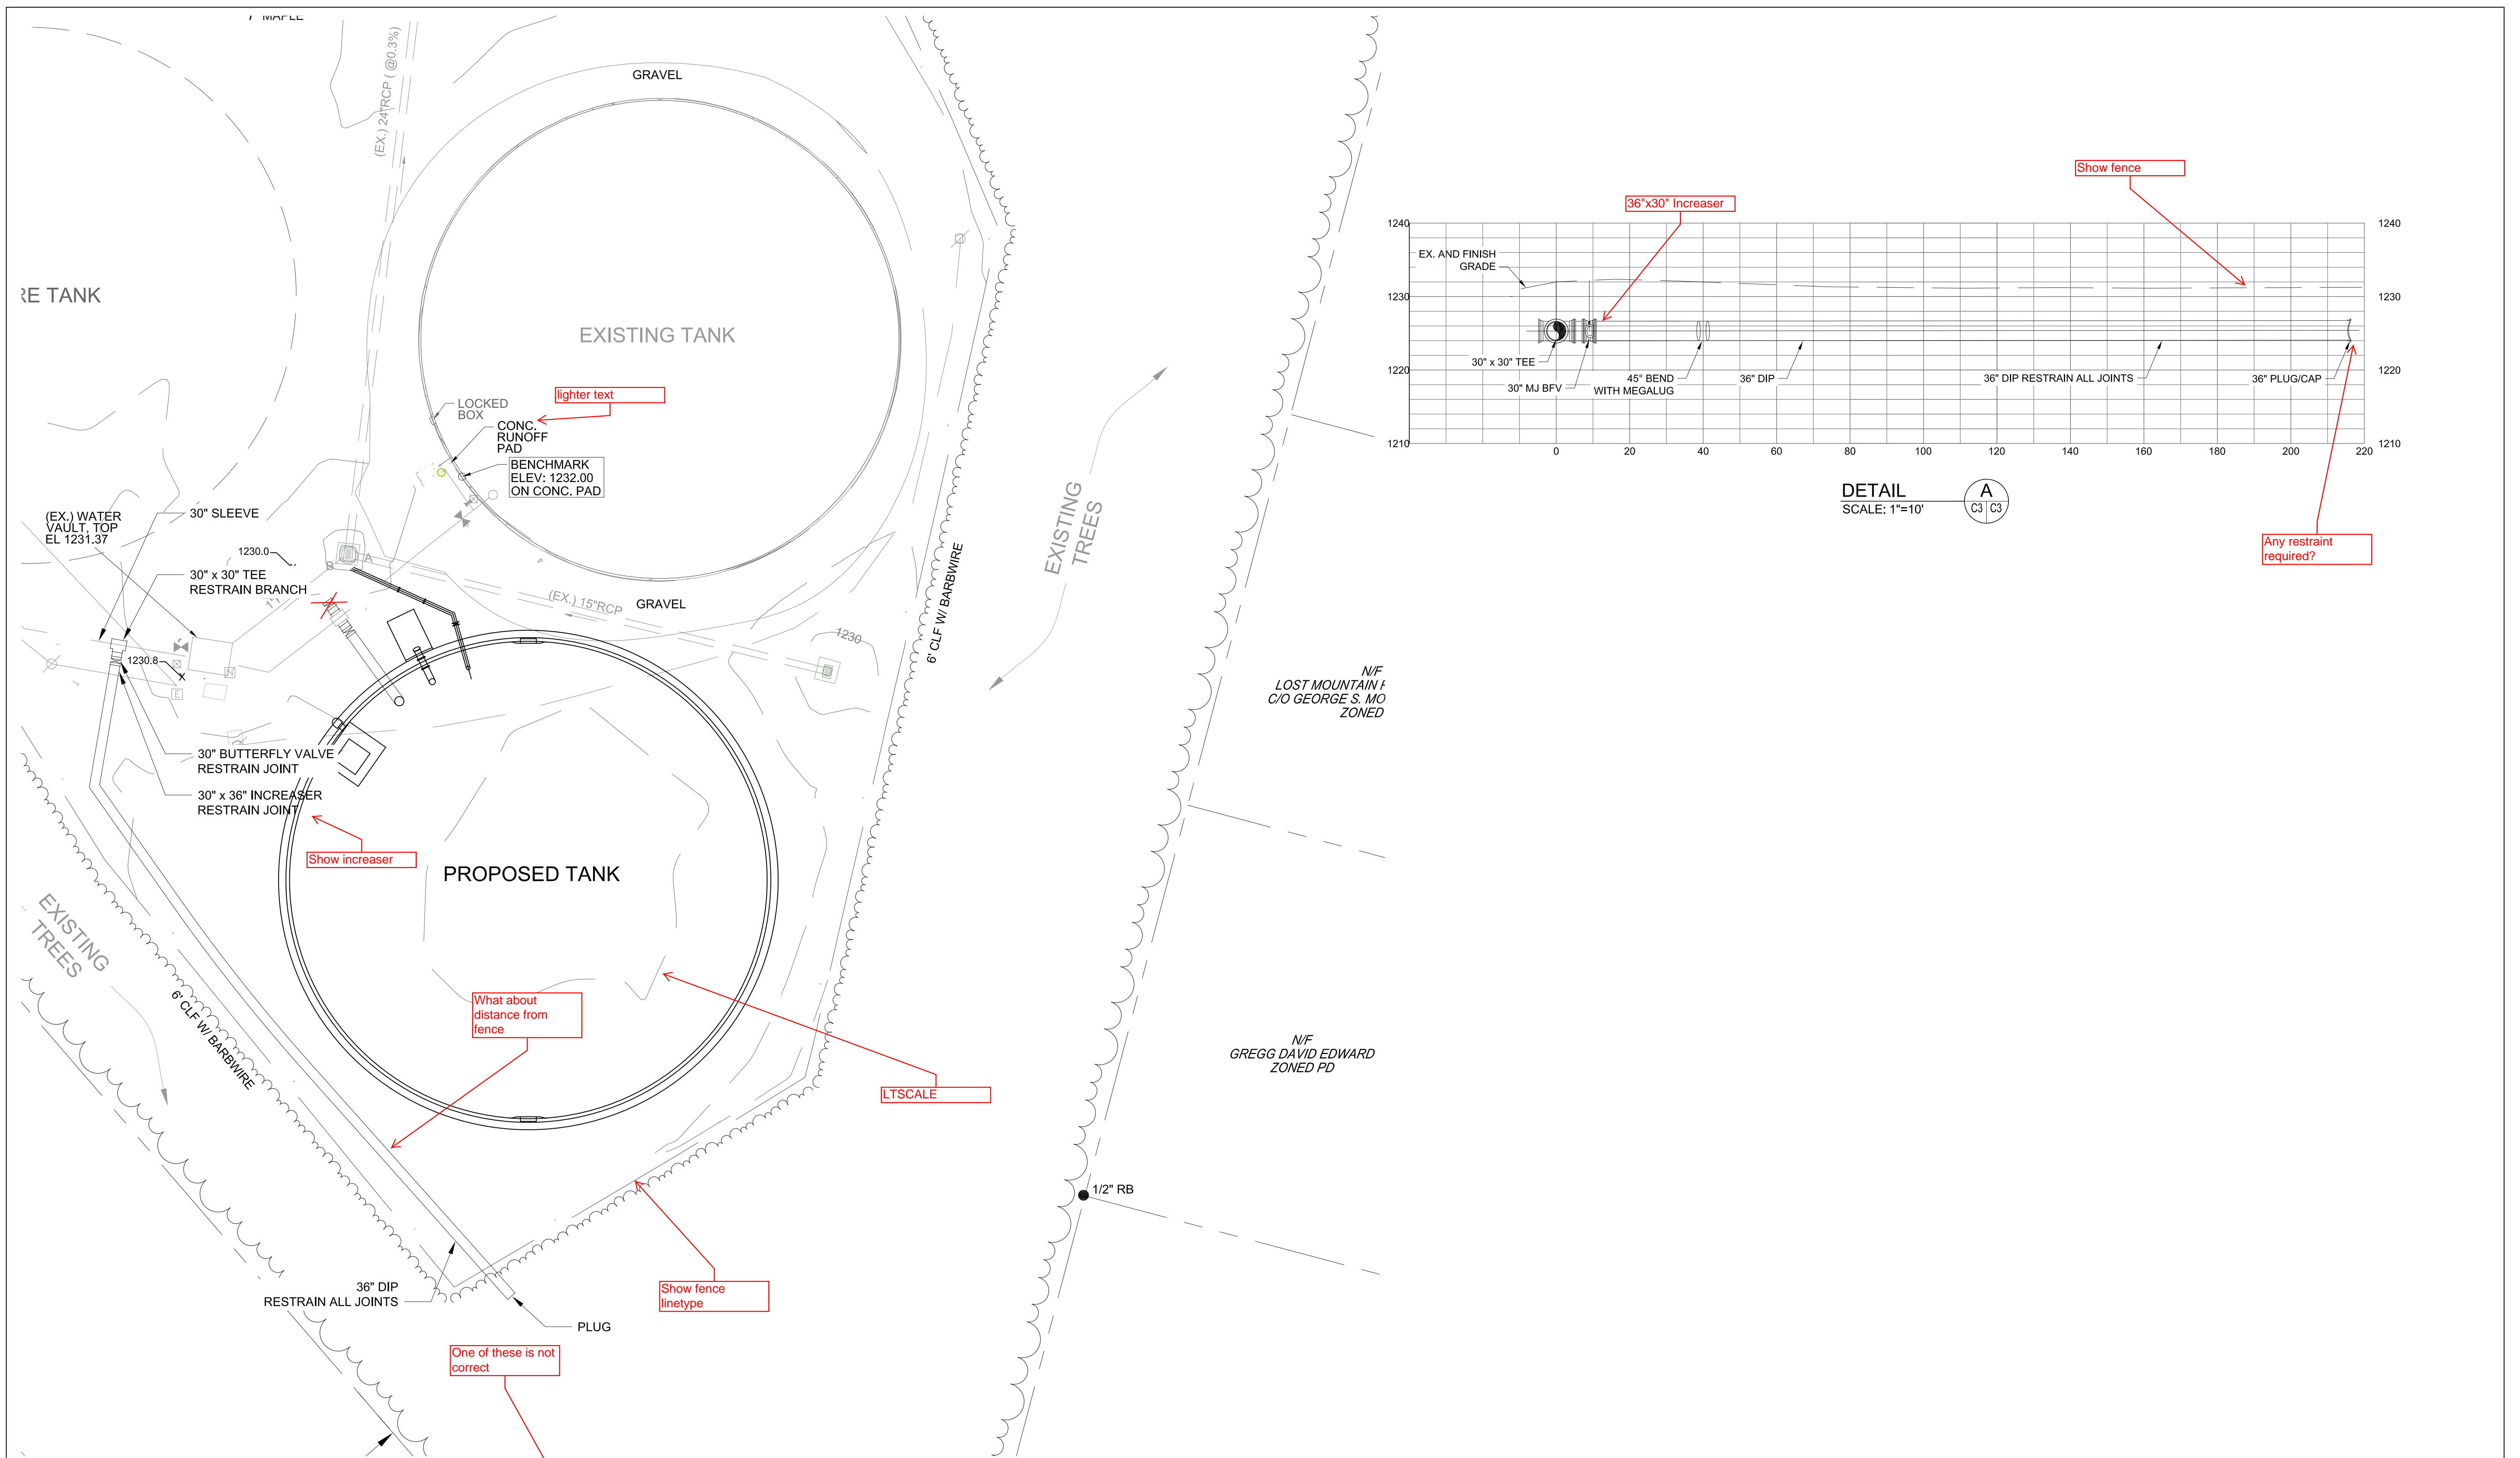 (EX.) 24"RCP ( @0.3%)
GRAVEL
RE TANK
EXISTING TANK
lighter text
LOCKED
BOX
CONC.
RUNOFF
PAD
BENCHMARK
ELEV: 1232.00
ON CONC. PAD
(EX.) WATER
VAULT, TOP
EL 1231.37
30" SLEEVE
1230.0
A
B
30" x 30" TEE
RESTRAIN BRANCH
(EX.) 15"RCP
GRAVEL
1230
1230.8
E
30" BUTTERFLY VALVE
RESTRAIN JOINT
30" x 36" INCREASER
RESTRAIN JOINT
Show increaser
PROPOSED TANK
EXISTING
TREES
6' CLF W/ BARBWIRE
EXISTING
TREES
6' CLF W/ BARBWIRE
What about
distance from
fence
LTSCALE
Show fence
linetype
36" DIP
RESTRAIN ALL JOINTS
PLUG
One of these is not
correct
N/F
LOST MOUNTAIN
C/O GEORGE S. MO
ZONED
N/F
GREGG DAVID EDWARD
ZONED PD
1/2" RB
Show fence
36"x30" Increaser
1240
1240
EX. AND FINISH
GRADE
1230
1230
30" x 30" TEE
30" MJ BFV
45° BEND
WITH MEGALUG
36" DIP
36" DIP RESTRAIN ALL JOINTS
36" PLUG/CAP
1220
1220
1210
1210
0 20 40 60 80 100 120 140 160 180 200 220
DETAIL
SCALE: 1"=10'
A
C3 C3
Any restraint
required?